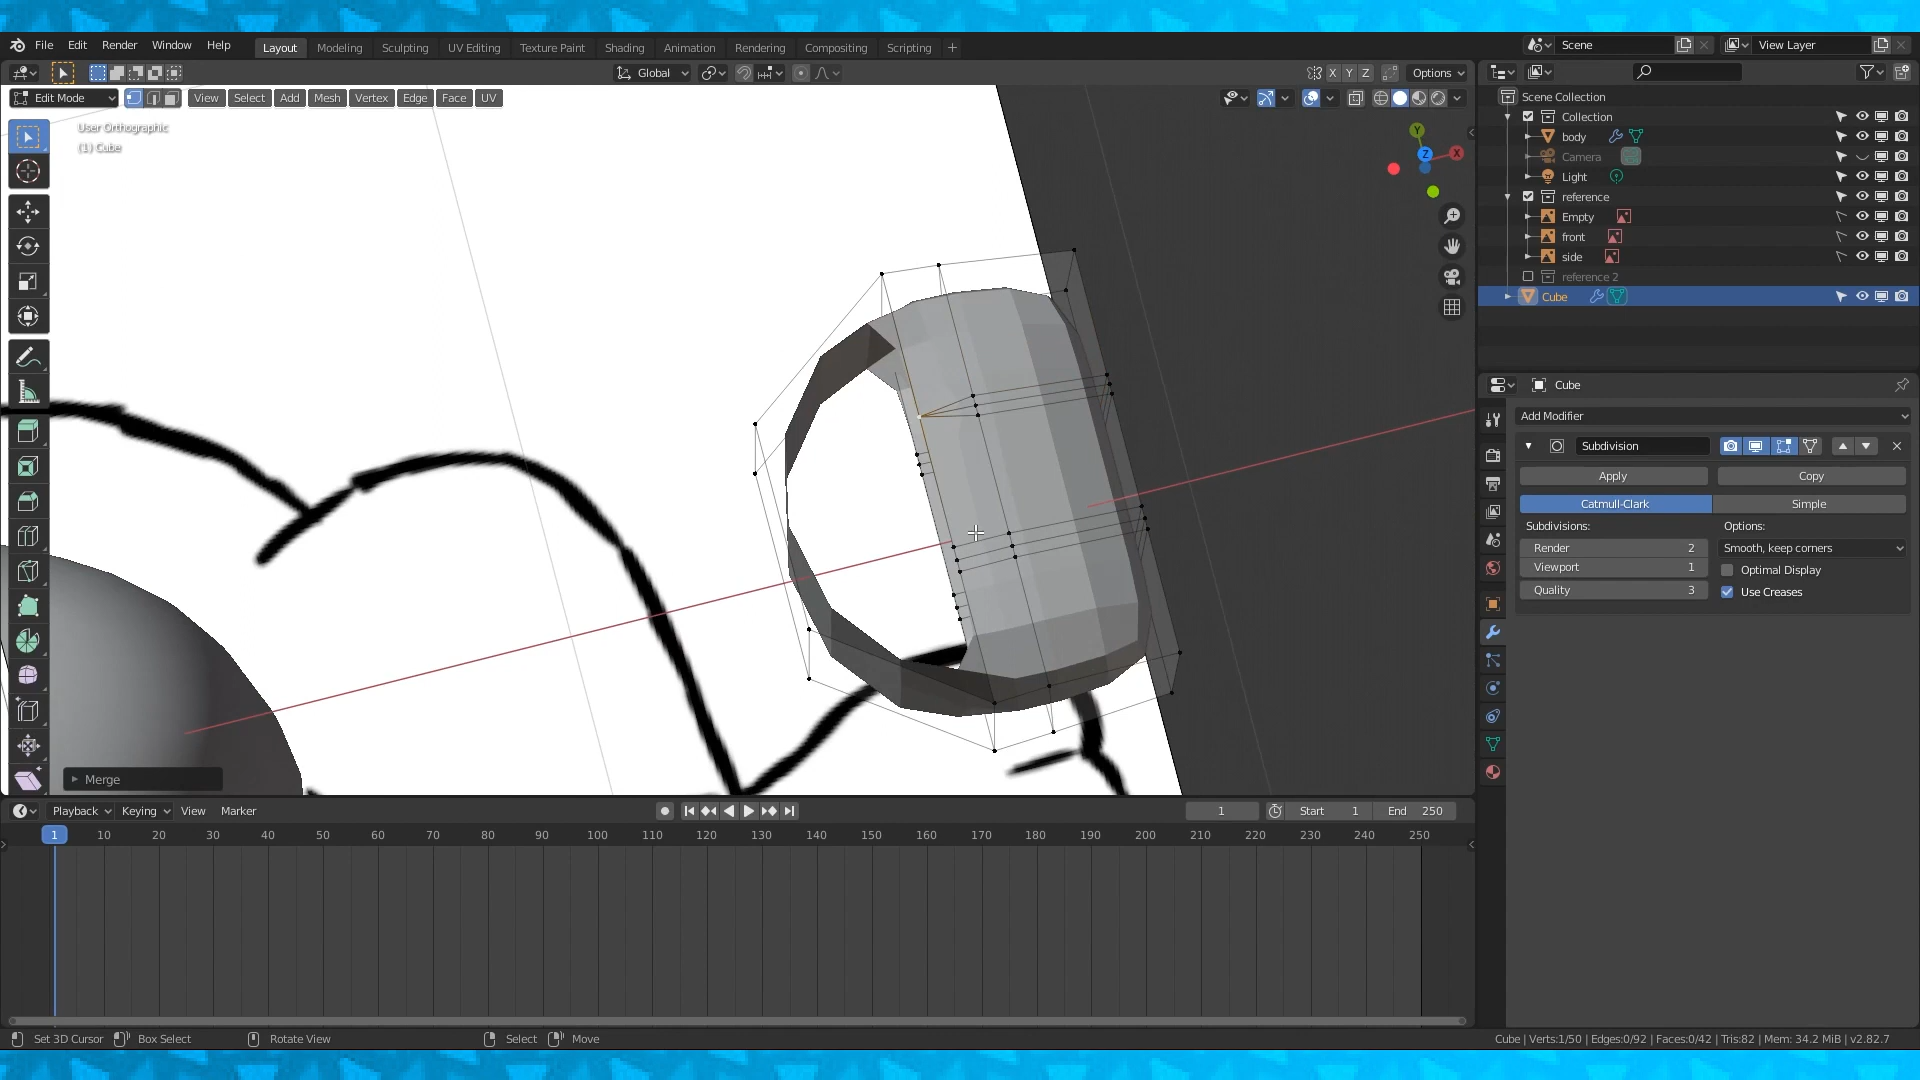 File Edit Render Window Help Layout Modeling Sculpting UV Editing Texture Paint Shading Animation Rendering Compositing Scripting + Scene View Layer
Global X Y Z Options
Edit Mode View Select Add Mesh Vertex Edge Face UV
Scene Collection
Collection
body
Camera
Light
reference
Empty
front
side
reference 2
Cube
User Orthographic
(1) Cube
Y
Z
X
Cube
Add Modifier
Subdivision
Apply Copy
Catmull-Clark Simple
Subdivisions: Options:
Render 2 Smooth, keep corners
Viewport 1 Optimal Display
Quality 3 Use Creases
Merge
Playback Keying View Marker 1 Start 1 End 250
1 10 20 30 40 50 60 70 80 90 100 110 120 130 140 150 160 170 180 190 200 210 220 230 240 250
Set 3D Cursor Box Select Rotate View Select Move Cube | Verts:1/50 | Edges:0/92 | Faces:0/42 | Tris:82 | Mem: 34.2 MiB | v2.82.7